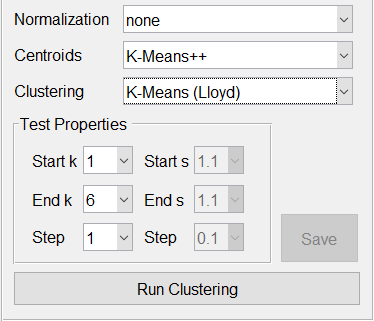 Normalization none
Centroids K-Means++
Clustering K-Means (Lloyd)
Test Properties
Start k 1 Start s 1.1
End k 6 End s 1.1
Step 1 Step 0.1
Save
Run Clustering